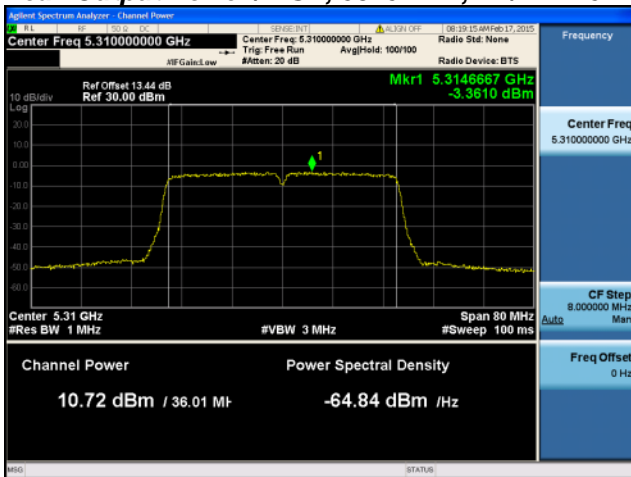 Agilent Spectrum Analyzer - Channel Power
RL RF 50 Ω DC SENSE:INT ALIGN OFF 08:19:15 AM Feb 17, 2015
Center Freq 5.310000000 GHz
Center Freq: 5.310000000 GHz
Radio Std: None
Trig: Free Run Avg|Hold: 100/100
#IFGain:Low #Atten: 20 dB Radio Device: BTS
Frequency
Mkr1 5.3146667 GHz
-3.3610 dBm
Ref Offset 13.44 dB
10 dB/div Ref 30.00 dBm
Log
20.0
10.0
0.00
-10.0
-20.0
-30.0
-40.0
-50.0
-60.0
1
Center Freq
5.310000000 GHz
Center 5.31 GHz Span 80 MHz
#Res BW 1 MHz #VBW 3 MHz #Sweep 100 ms
CF Step
8.000000 MHz
Auto Man
Channel Power Power Spectral Density
10.72 dBm / 36.01 MH -64.84 dBm /Hz
Freq Offset
0 Hz
MSG STATUS